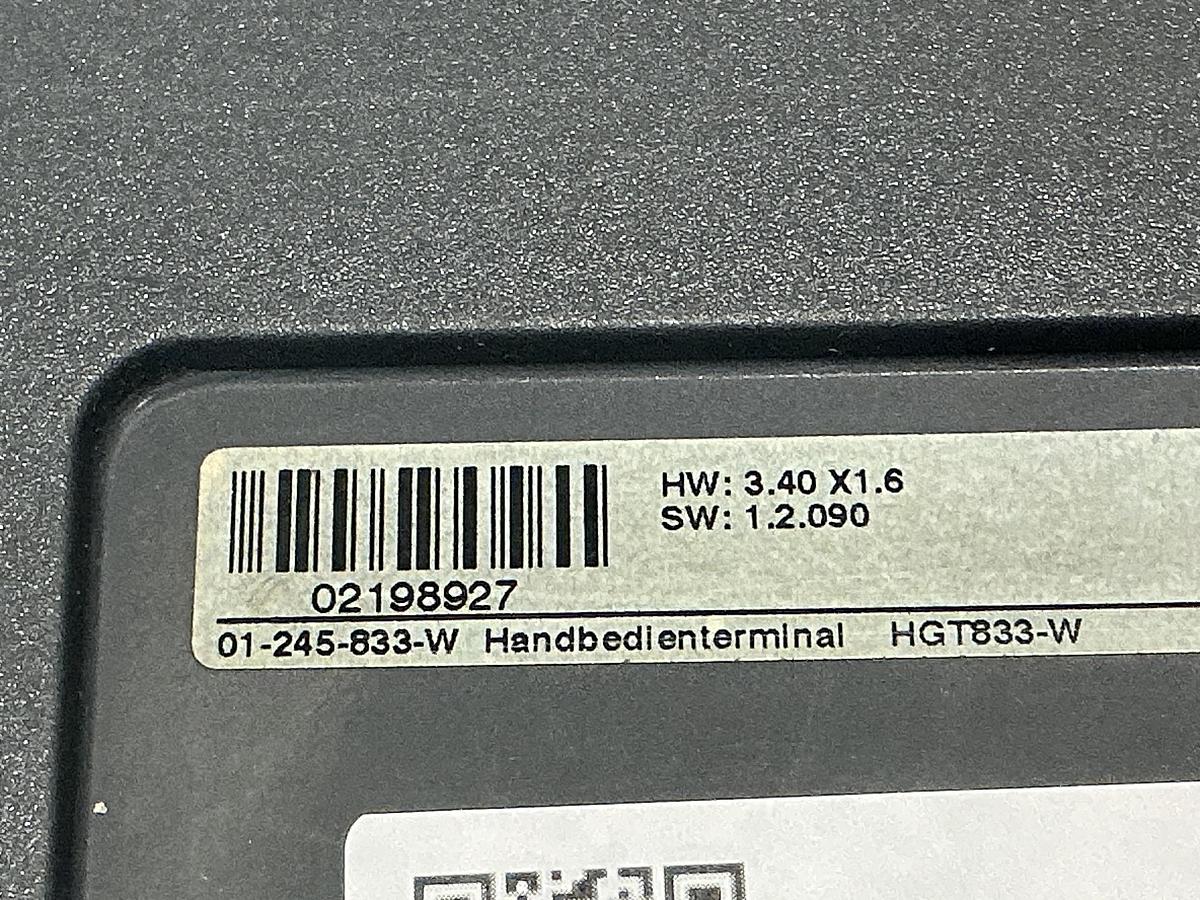 HW: 3.40 X1.6
SW: 1.2.090
02198927
01-245-833-W Handbedienterminal HGT833-W